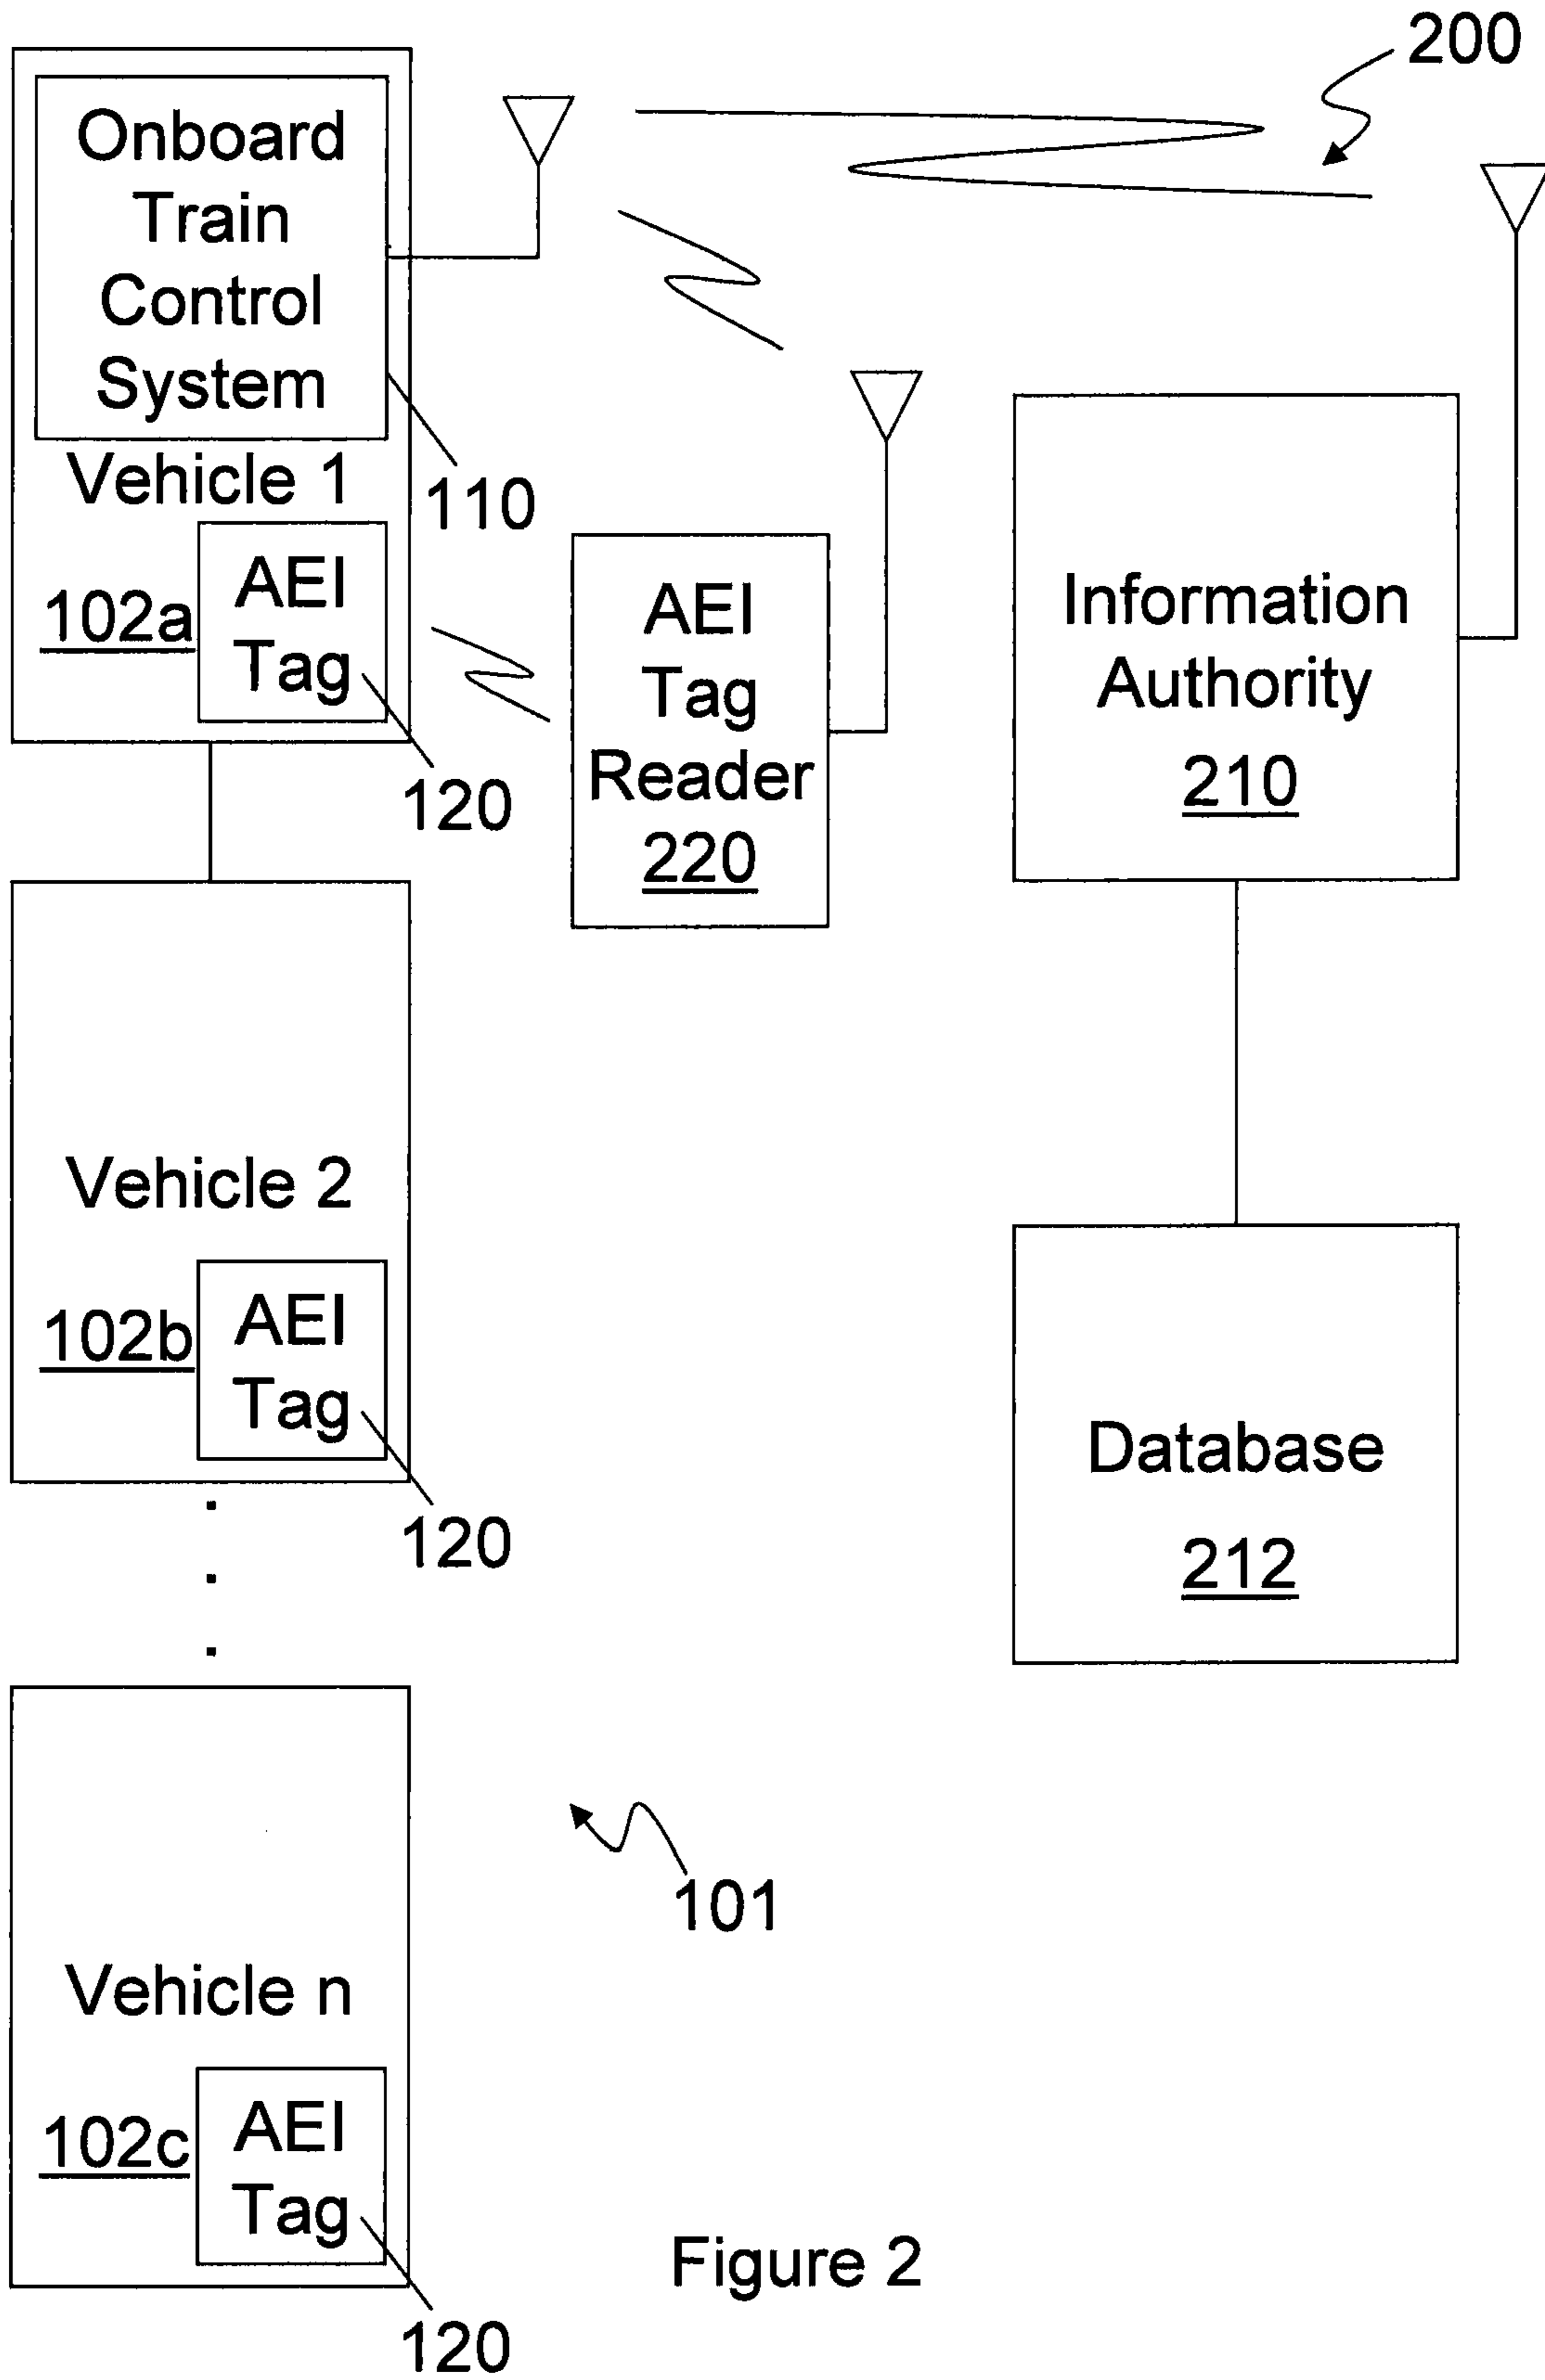 200
Onboard
Train
Control
System
Vehicle 1
110
102a
AEI
Tag
120
AEI
Tag
Reader
220
Information
Authority
210
Vehicle 2
102b
AEI
Tag
120
Database
212
101
Vehicle n
102c
AEI
Tag
120
Figure 2